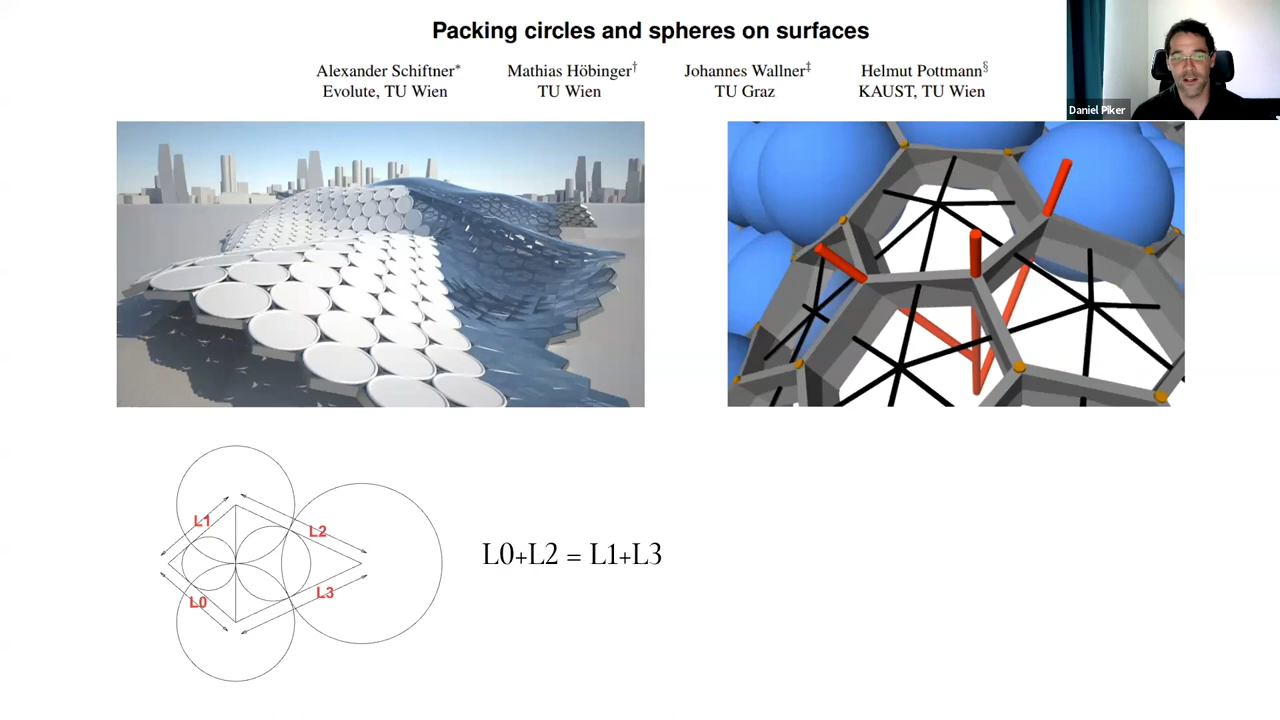 Packing circles and spheres on surfaces
Alexander Schiftner* Mathias Höbinger† Johannes Wallner‡ Helmut Pottmann§
Evolute, TU Wien TU Wien TU Graz KAUST, TU Wien
Daniel Piker
L1
L2
L0+L2 = L1+L3
L0
L3